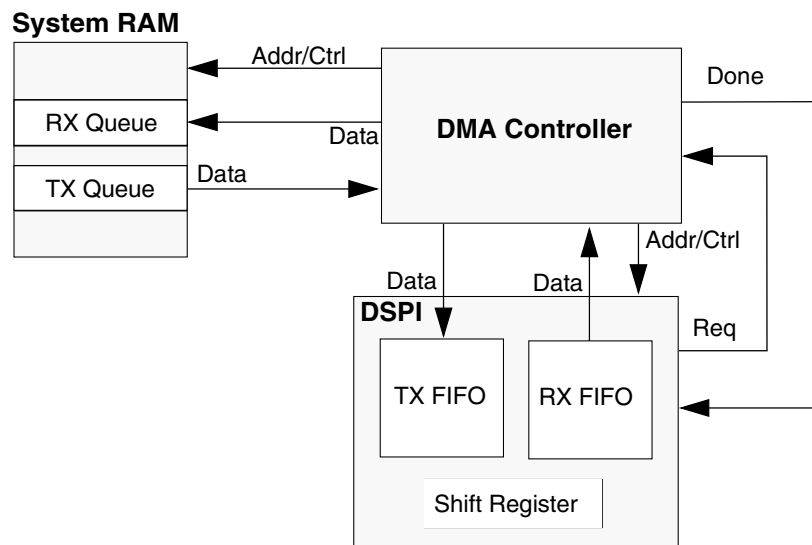 System RAM
Addr/Ctrl
Done
RX Queue
Data
DMA Controller
TX Queue
Data
Addr/Ctrl
Data
Data
DSPI
Req
TX FIFO
RX FIFO
Shift Register